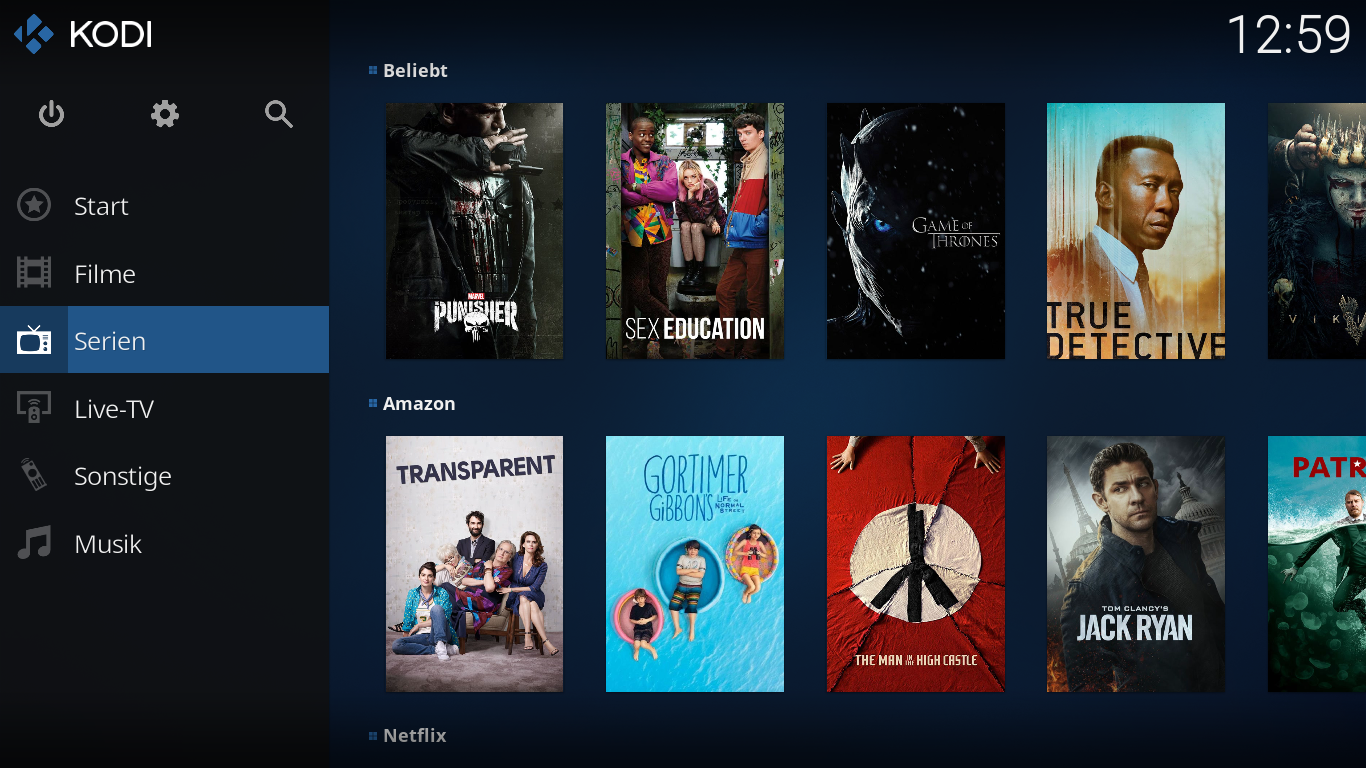 KODI
12:59
Start
Filme
Serien
Live-TV
Sonstige
Musik
Beliebt
MARVEL
PUNISHER
SEX EDUCATION
GAME OF
THRONES
TRUE
DETECTIVE
VIK
Amazon
TRANSPARENT
GORTIMER
GiBBON'S
LIFE ON
NORMAL
STREET
THE MAN IN THE HIGH CASTLE
TOM CLANCY'S
JACK RYAN
PATR
Netflix